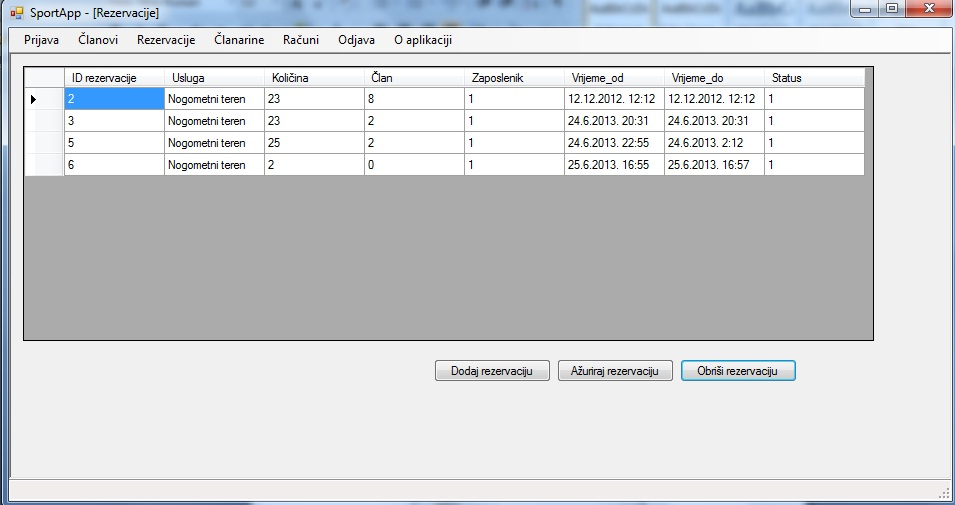 SportApp - [Rezervacije]
Prijava Članovi Rezervacije Članarine Računi Odjava O aplikaciji
ID rezervacije Usluga Količina Član Zaposlenik Vrijeme_od Vrijeme_do Status
2 Nogometni teren 23 8 1 12.12.2012. 12:12 12.12.2012. 12:12 1
3 Nogometni teren 23 2 1 24.6.2013. 20:31 24.6.2013. 20:31 1
5 Nogometni teren 25 2 1 24.6.2013. 22:55 24.6.2013. 2:12 1
6 Nogometni teren 2 0 1 25.6.2013. 16:55 25.6.2013. 16:57 1
Dodaj rezervaciju Ažuriraj rezervaciju Obriši rezervaciju